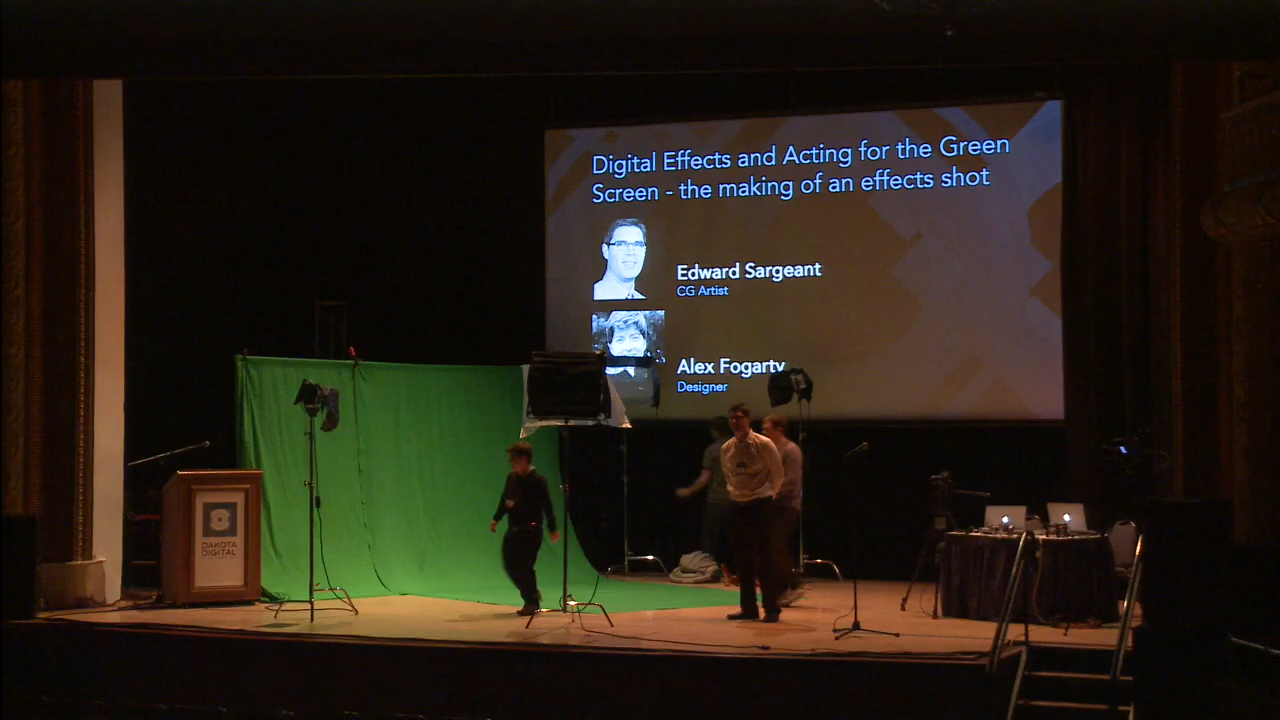 Digital Effects and Acting for the Green
Screen - the making of an effects shot
Edward Sargeant
CG Artist
Alex Fogarty
Designer
DAKOTA
DIGITAL